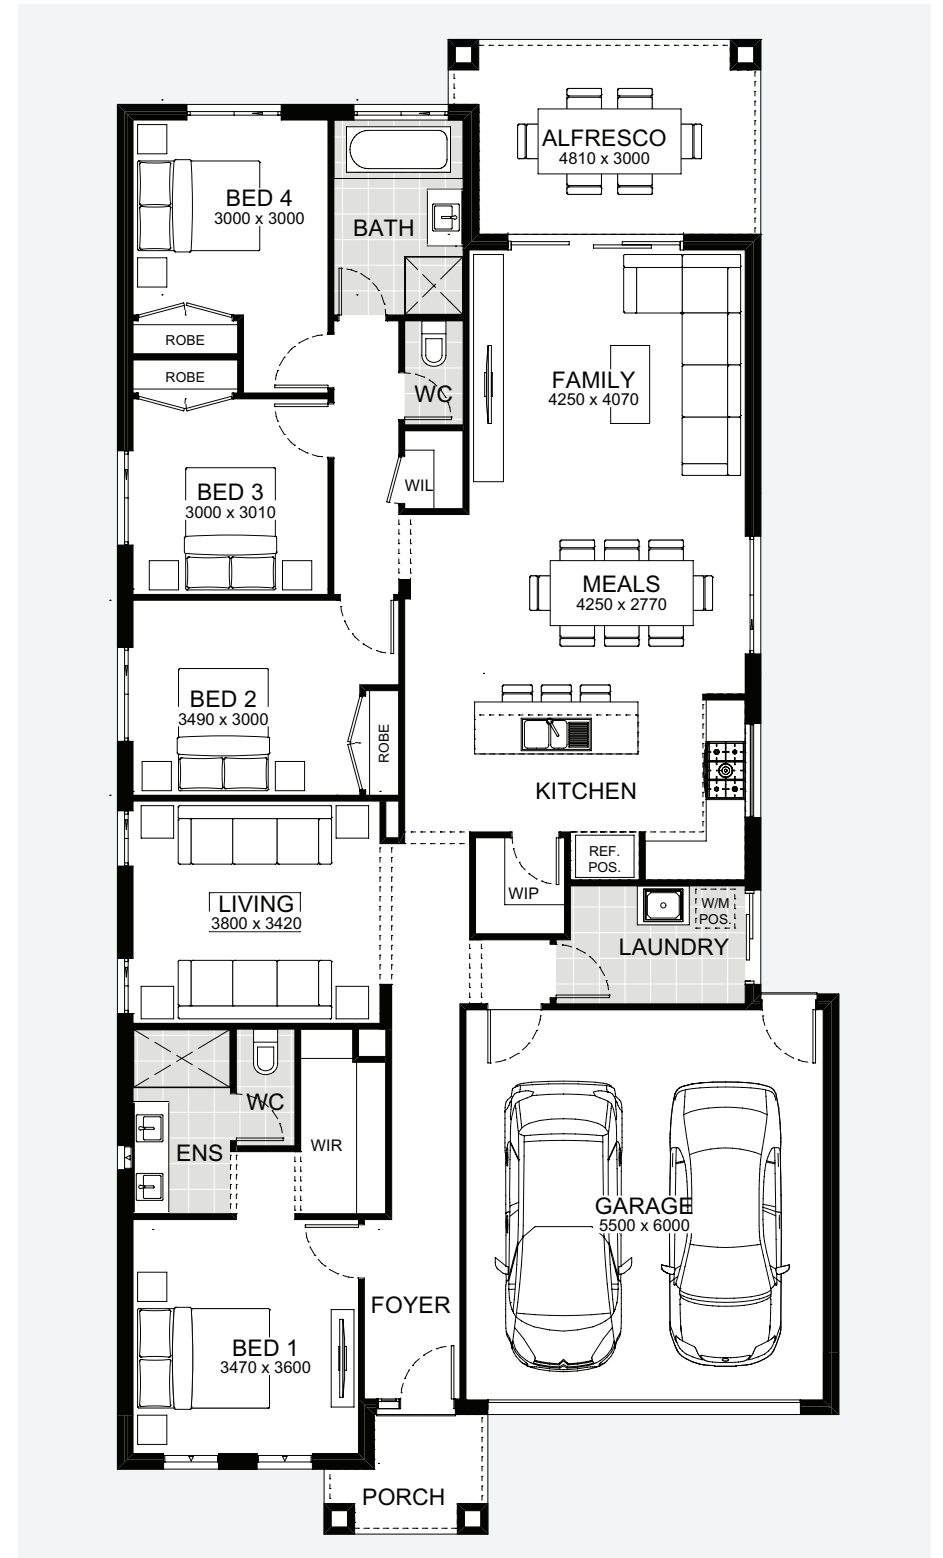 ALFRESCO
4810 x 3000
BED 4
3000 x 3000
BATH
ROBE
ROBE
WC
FAMILY
4250 x 4070
BED 3
3000 x 3010
WIL
MEALS
4250 x 2770
BED 2
3490 x 3000
ROBE
KITCHEN
REF.
POS.
WIP
LIVING
3800 x 3420
W/M
POS.
LAUNDRY
WC
ENS
WIR
GARAGE
5500 x 6000
FOYER
BED 1
3470 x 3600
PORCH